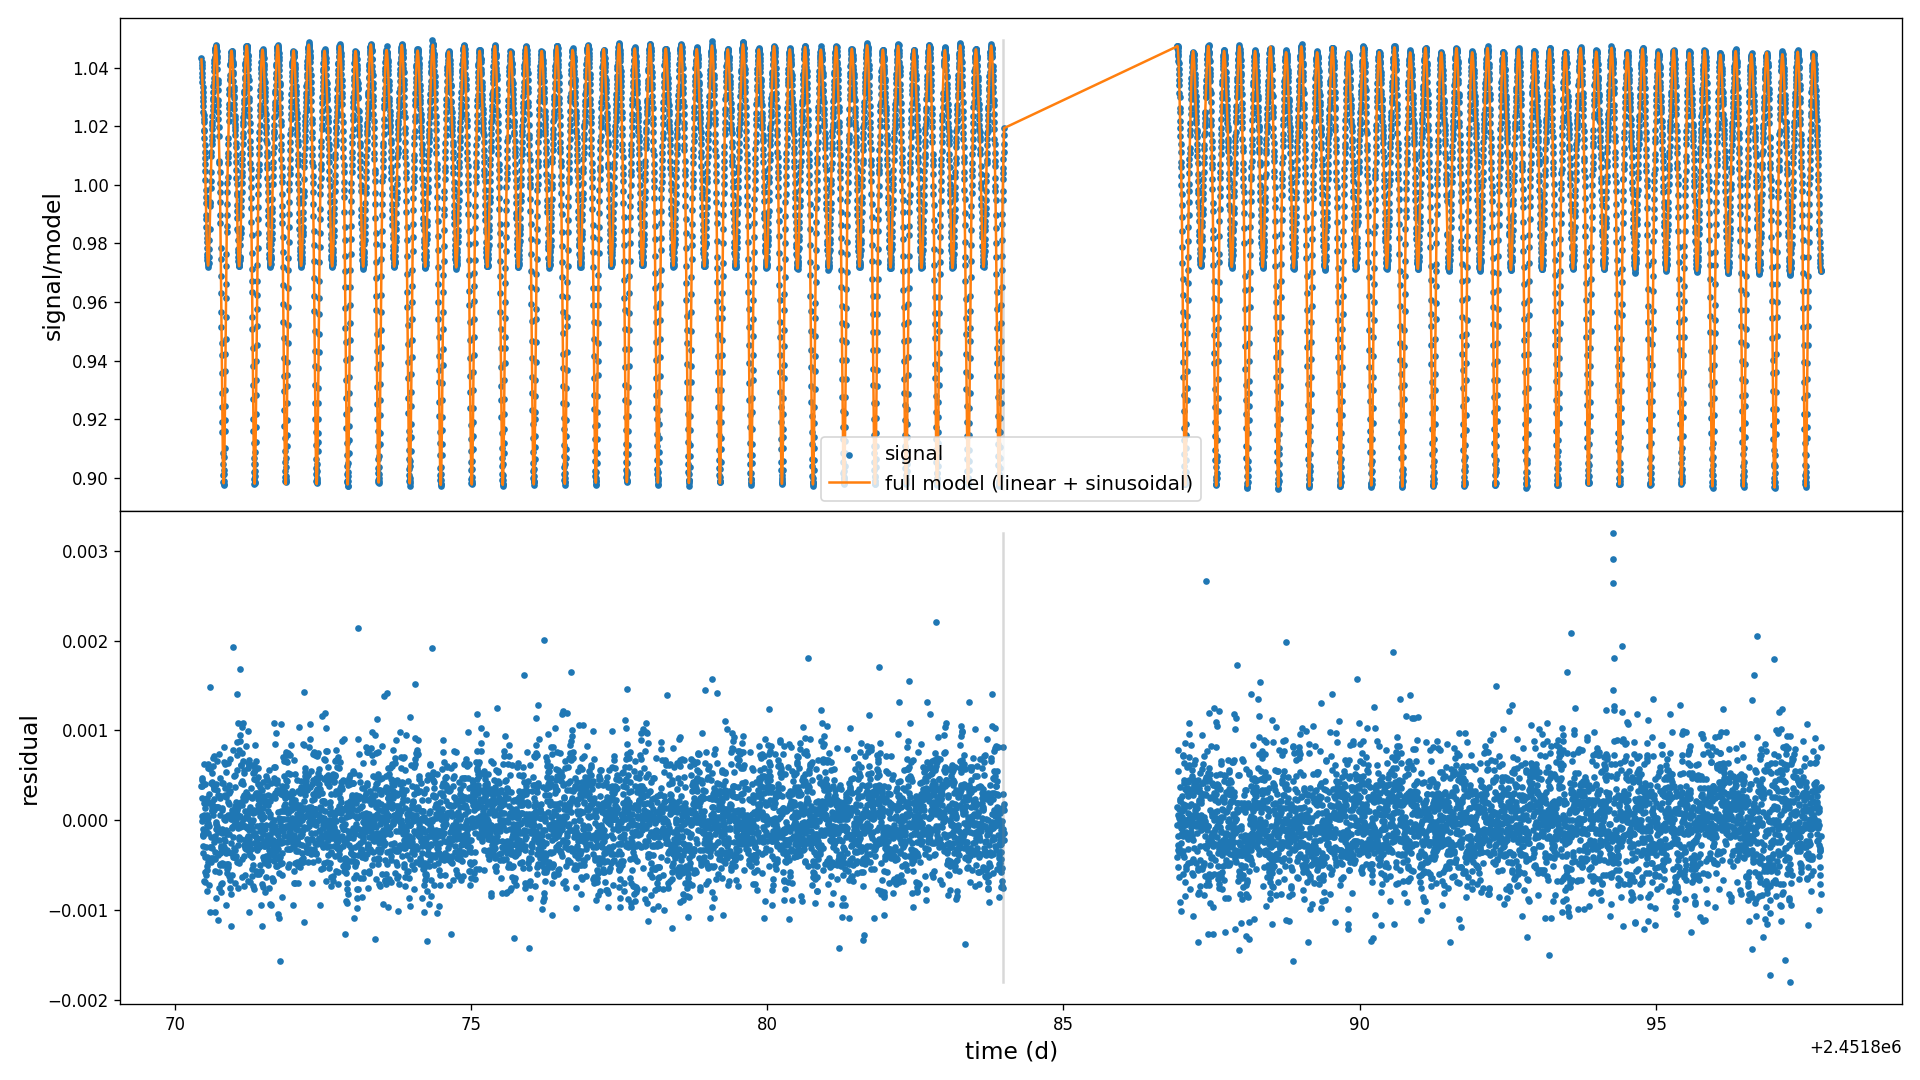 1.04
1.02
1.00
0.98
0.96
0.94
0.92
0.90
signal/model
signal
full model (linear + sinusoidal)
0.003
0.002
0.001
0.000
−0.001
−0.002
residual
70 75 80 85 90 95
time (d)
+2.4518e6